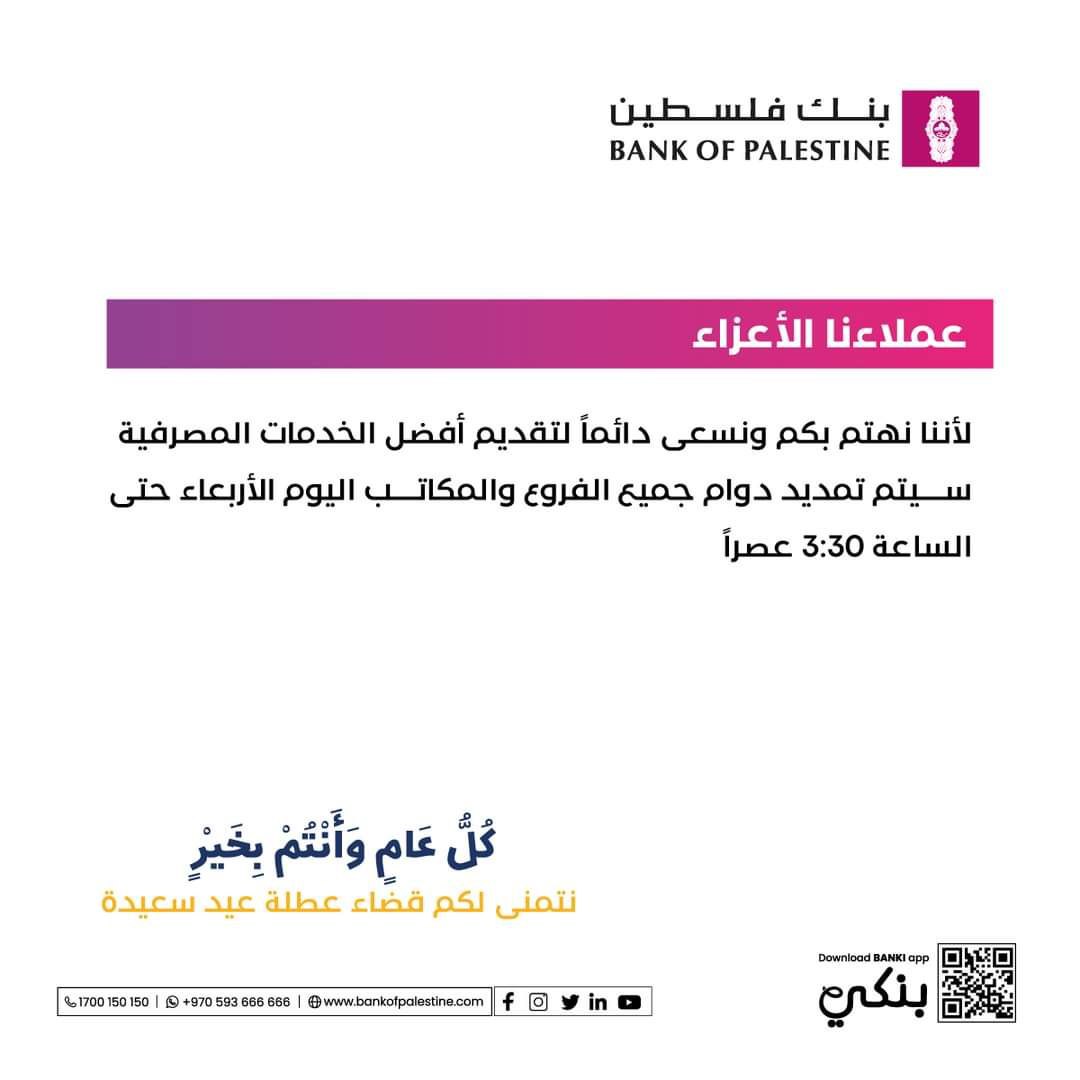 بنك فلسطين
BANK OF PALESTINE
عملاءنا الأعزاء
لأننا نهتم بكم ونسعى دائماً لتقديم أفضل الخدمات المصرفية
سيتم تمديد دوام جميع الفروع والمكاتب اليوم الأربعاء حتى
الساعة 3:30 عصراً
كُلُّ عَامٍ وَأَنْتُمْ بِخَيْرٍ
نتمنى لكم قضاء عطلة عيد سعيدة
Download BANKI app
بنكي
1700 150 150 | +970 593 666 666 | www.bankofpalestine.com